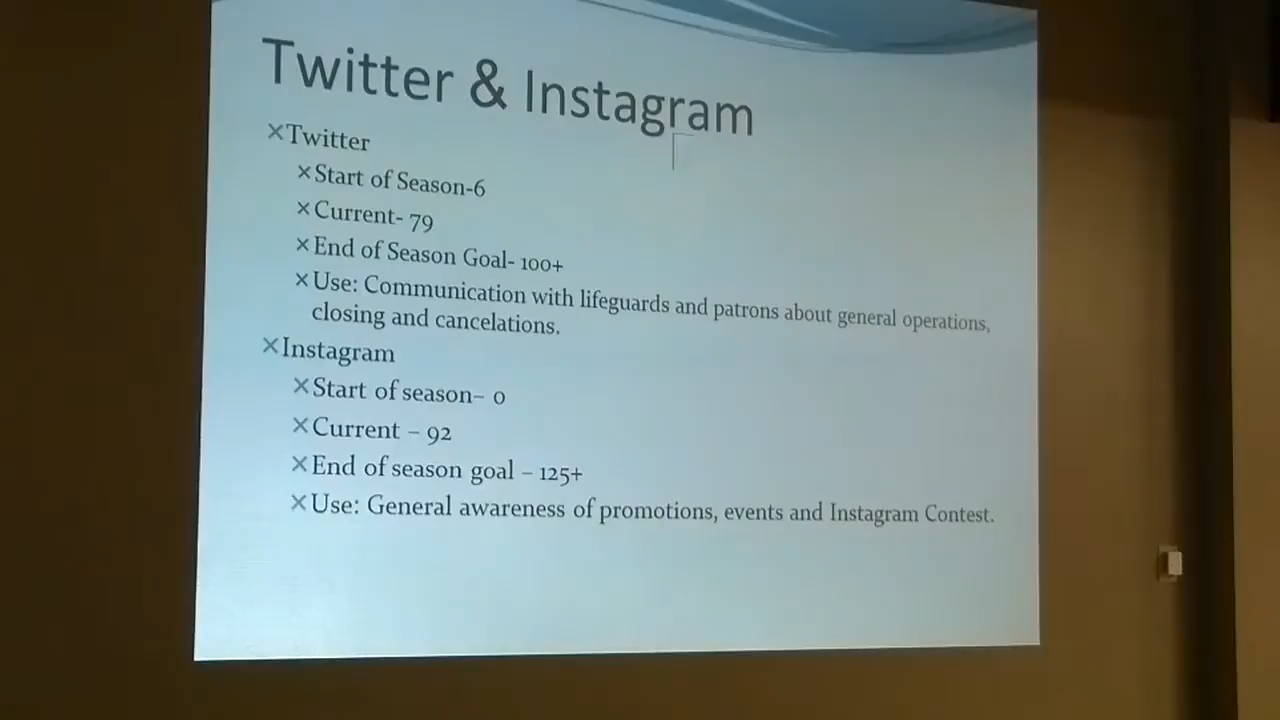 Twitter & Instagram
×Twitter
×Start of Season-6
×Current- 79
×End of Season Goal- 100+
×Use: Communication with lifeguards and patrons about general operations,
closing and cancelations.
×Instagram
×Start of season– 0
×Current – 92
×End of season goal – 125+
×Use: General awareness of promotions, events and Instagram Contest.